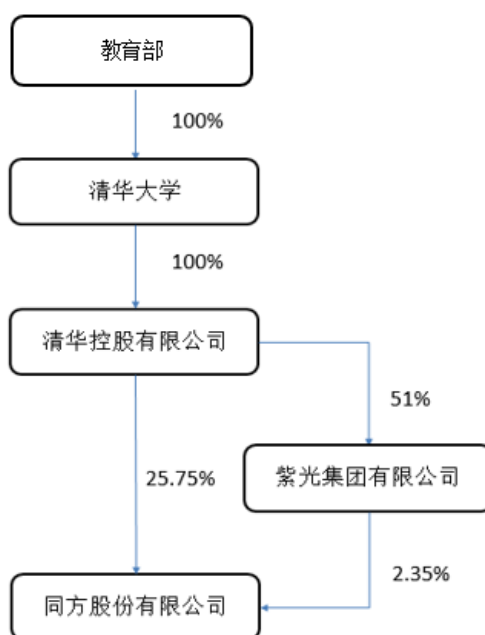 教育部
100%
清华大学
100%
清华控股有限公司
51%
25.75%
紫光集团有限公司
2.35%
同方股份有限公司